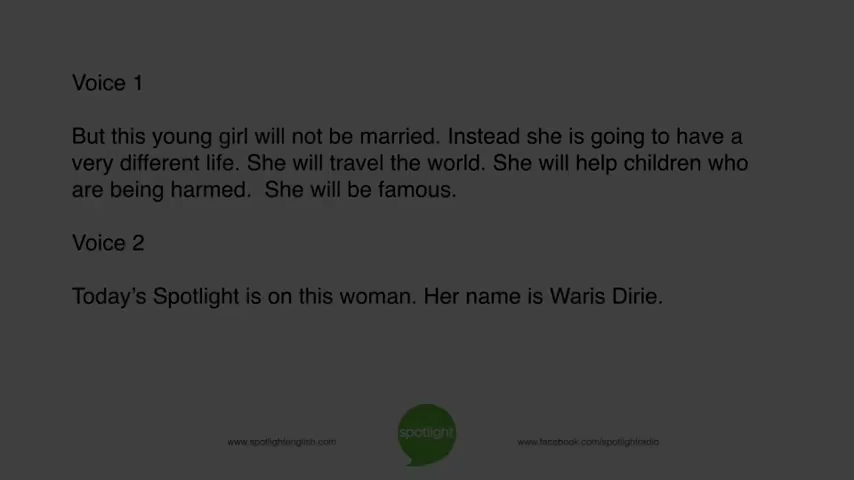 Voice 1
But this young girl will not be married. Instead she is going to have a
very different life. She will travel the world. She will help children who
are being harmed.  She will be famous.
Voice 2
Today's Spotlight is on this woman. Her name is Waris Dirie.
spotlight
www.spotlightenglish.com
www.facebook.com/spotlightradio